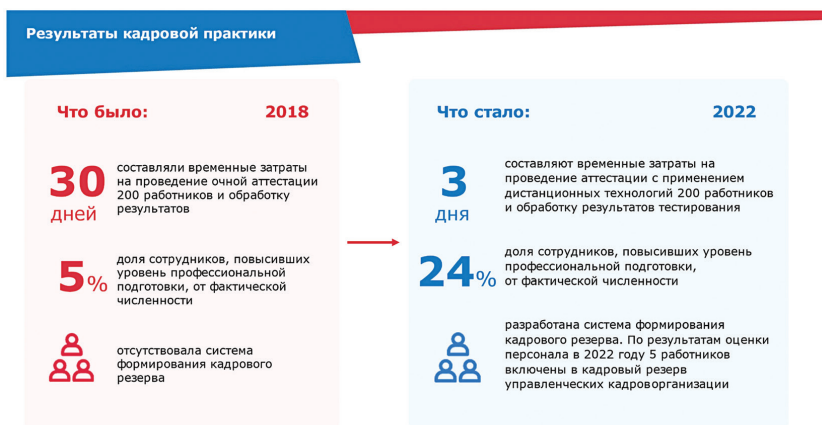 Результаты кадровой практики
Что было: 2018
30 дней
составляли временные затраты
на проведение очной аттестации
200 работников и обработку
результатов
5%
доля сотрудников, повысивших
уровень профессиональной
подготовки, от фактической
численности
отсутствовала система
формирования кадрового
резерва
Что стало: 2022
3 дня
составляют временные затраты на
проведение аттестации с применением
дистанционных технологий 200 работников
и обработку результатов тестирования
24%
доля сотрудников, повысивших уровень
профессиональной подготовки,
от фактической численности
разработана система формирования
кадрового резерва. По результатам оценки
персонала в 2022 году 5 работников
включены в кадровый резерв
управленческих кадроворганизации